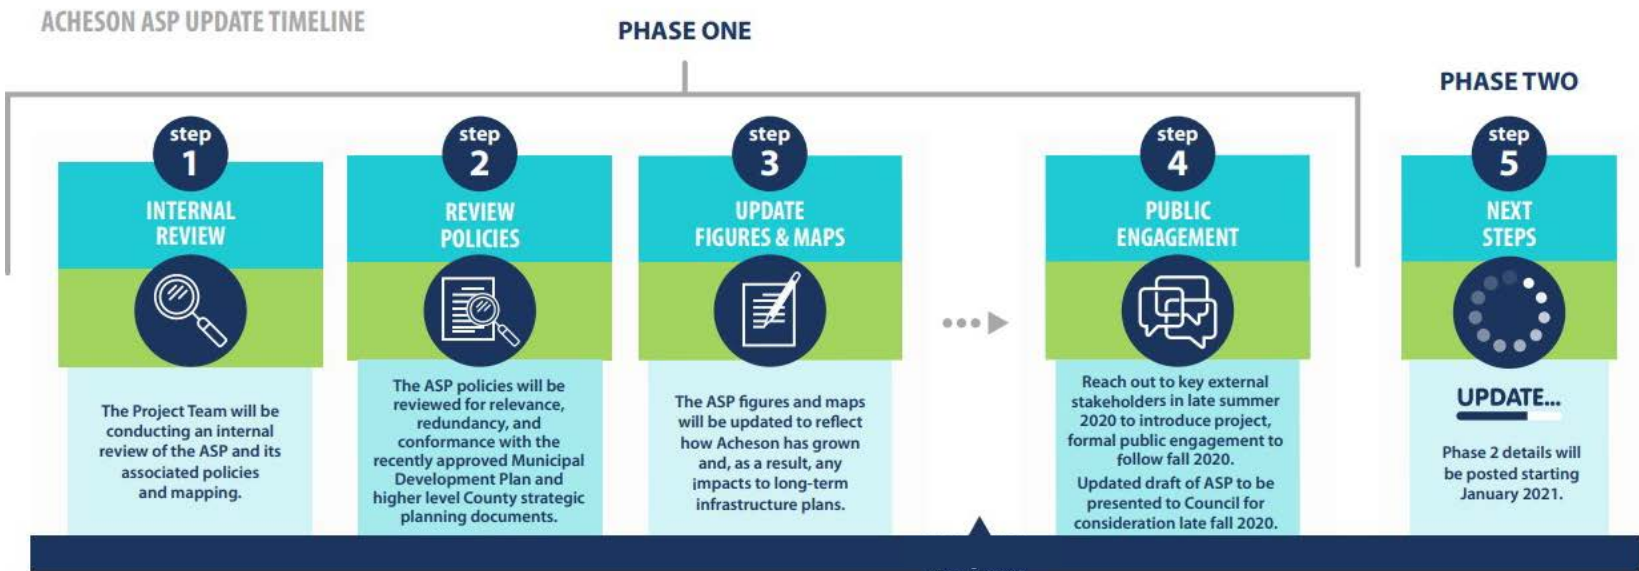 ACHESON ASP UPDATE TIMELINE
PHASE ONE
PHASE TWO
step
1
INTERNAL
REVIEW
The Project Team will be
conducting an internal
review of the ASP and its
associated policies
and mapping.
step
2
REVIEW
POLICIES
The ASP policies will be
reviewed for relevance,
redundancy, and
conformance with the
recently approved Municipal
Development Plan and
higher level County strategic
planning documents.
step
3
UPDATE
FIGURES & MAPS
The ASP figures and maps
will be updated to reflect
how Acheson has grown
and, as a result, any
impacts to long-term
infrastructure plans.
step
4
PUBLIC
ENGAGEMENT
Reach out to key external
stakeholders in late summer
2020 to introduce project,
formal public engagement to
follow fall 2020.
Updated draft of ASP to be
presented to Council for
consideration late fall 2020.
step
5
NEXT
STEPS
UPDATE...
Phase 2 details will
be posted starting
January 2021.